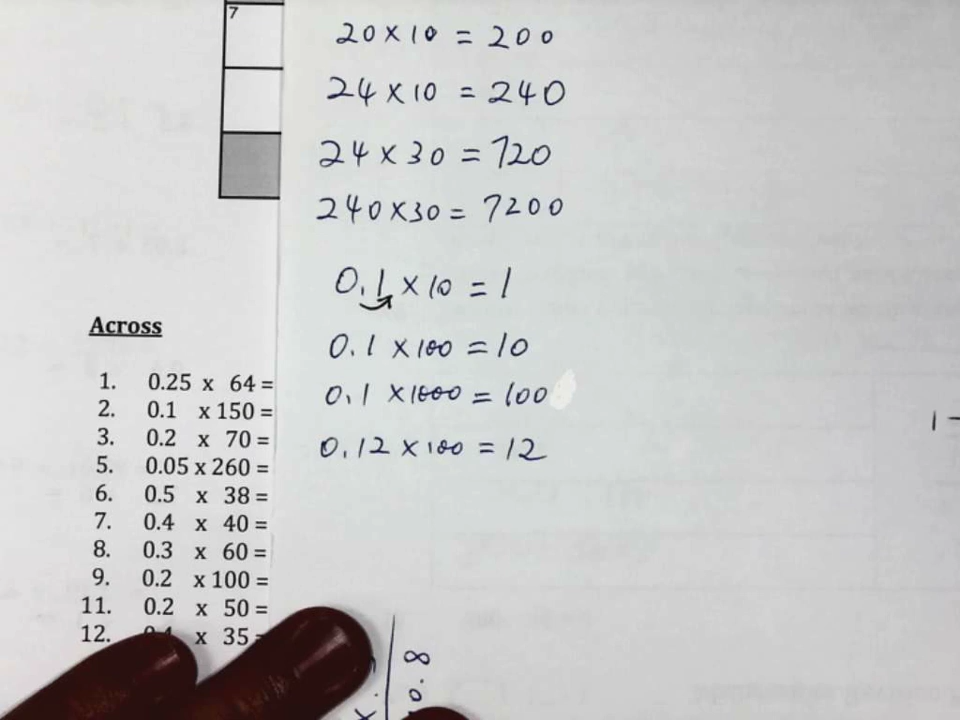 7
20 × 10 = 200
24 × 10 = 240
24 × 30 = 720
240 × 30 = 7200
0.1 × 10 = 1
0.1 × 100 = 10
0.1 × 1000 = 100
0.12 × 100 = 12
Across
1. 0.25 x 64 =
2. 0.1 x 150 =
3. 0.2 x 70 =
5. 0.05 x 260 =
6. 0.5 x 38 =
7. 0.4 x 40 =
8. 0.3 x 60 =
9. 0.2 x 100 =
11. 0.2 x 50 =
12. x 35
0.8